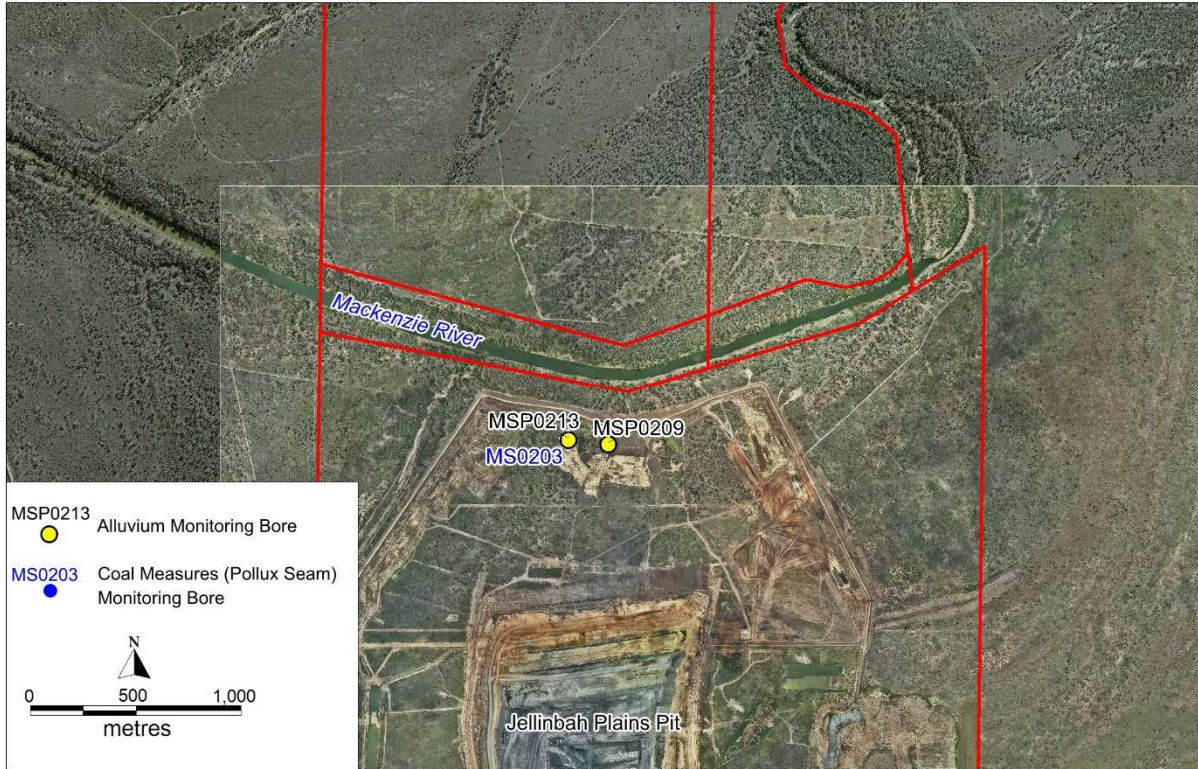 Mackenzie River
MSP0213
MSP0209
MS0203
MSP0213 Alluvium Monitoring Bore
MS0203 Coal Measures (Pollux Seam)
Monitoring Bore
N
0 500 1,000
metres
Jellinbah Plains Pit